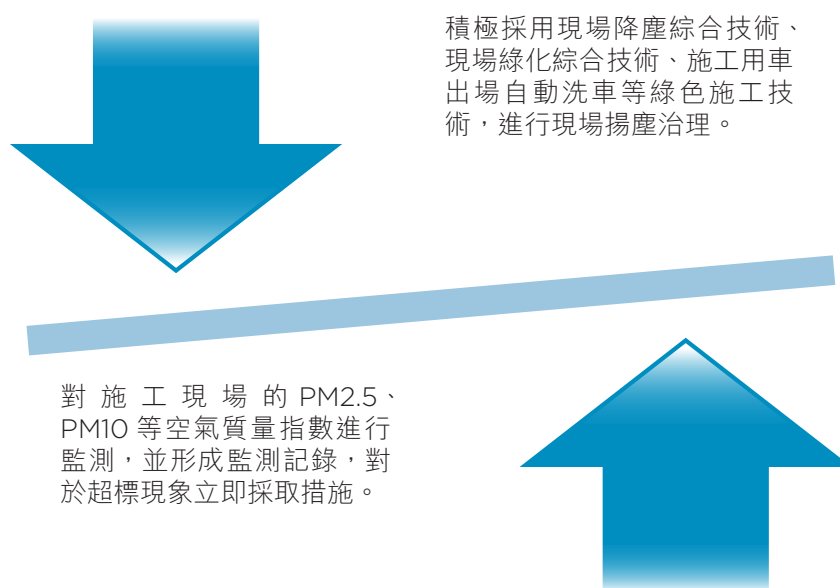 積極採用現場降塵綜合技術、
現場綠化綜合技術、施工用車
出場自動洗車等綠色施工技
術，進行現場揚塵治理。
對施工現場的PM2.5、
PM10 等空氣質量指數進行
監測，並形成監測記錄，對
於超標現象立即採取措施。